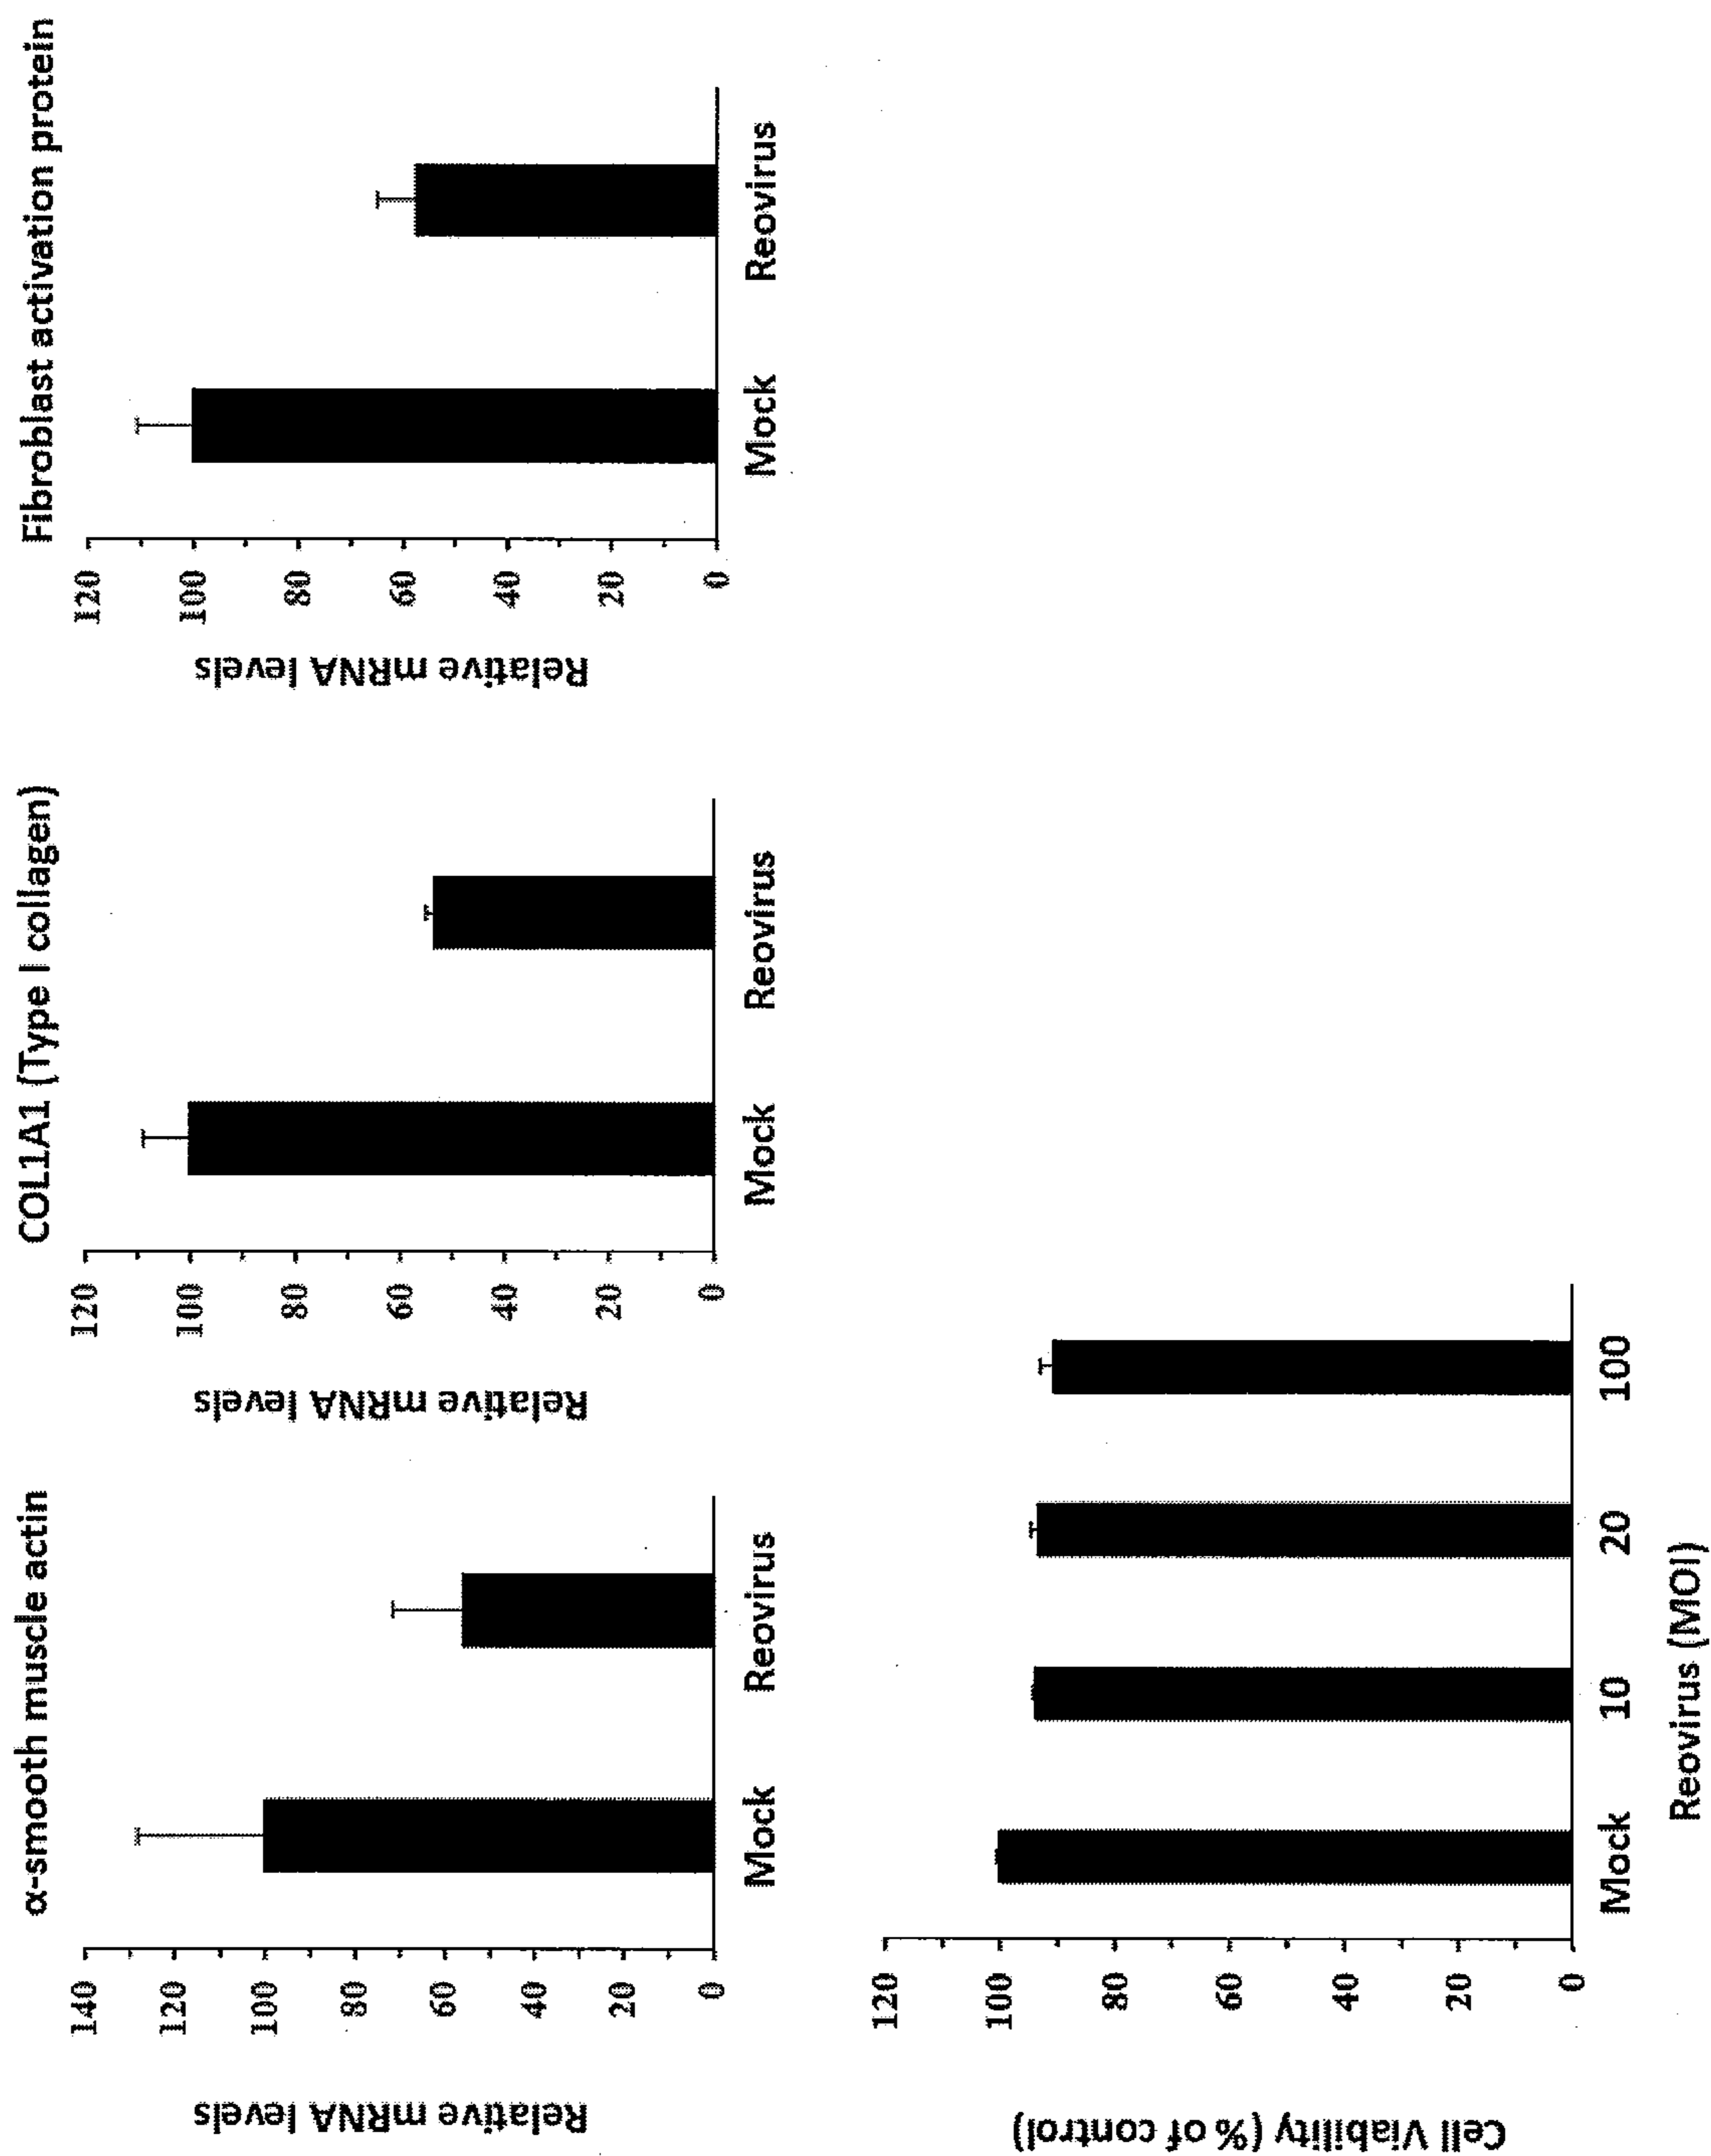 α-smooth muscle actin
Relative mRNA levels
140
120
100
80
60
40
20
0
Mock Reovirus
COL1A1 (Type I collagen)
Relative mRNA levels
120
100
80
60
40
20
0
Mock Reovirus
Fibroblast activation protein
Relative mRNA levels
120
100
80
60
40
20
0
Mock Reovirus
Cell Viability (% of control)
120
100
80
60
40
20
0
Mock 10 20 100
Reovirus (MOI)